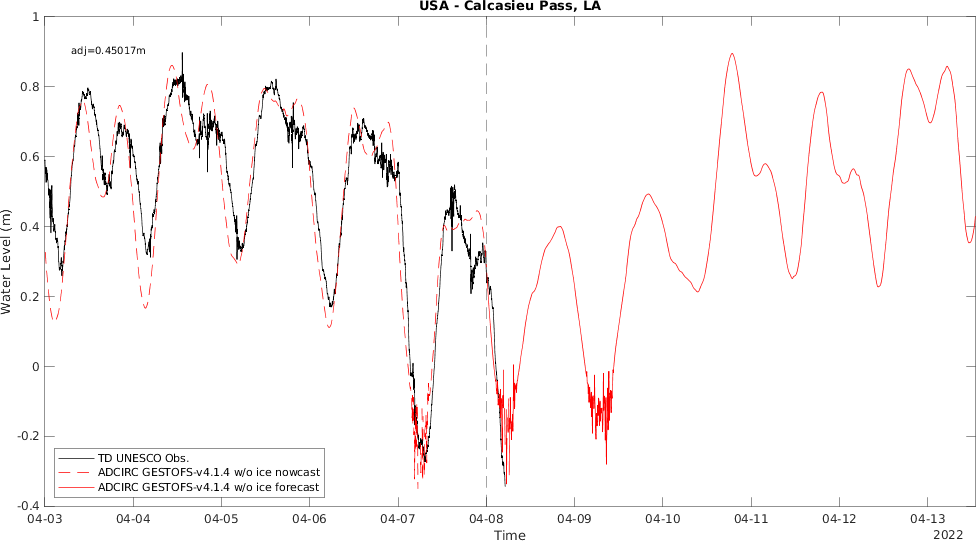 USA - Calcasieu Pass, LA
adj=0.45017m
1
0.8
0.6
0.4
0.2
0
-0.2
-0.4
Water Level (m)
TD UNESCO Obs.
ADCIRC GESTOFS-v4.1.4 w/o ice nowcast
ADCIRC GESTOFS-v4.1.4 w/o ice forecast
04-03 04-04 04-05 04-06 04-07 04-08 04-09 04-10 04-11 04-12 04-13
Time
2022